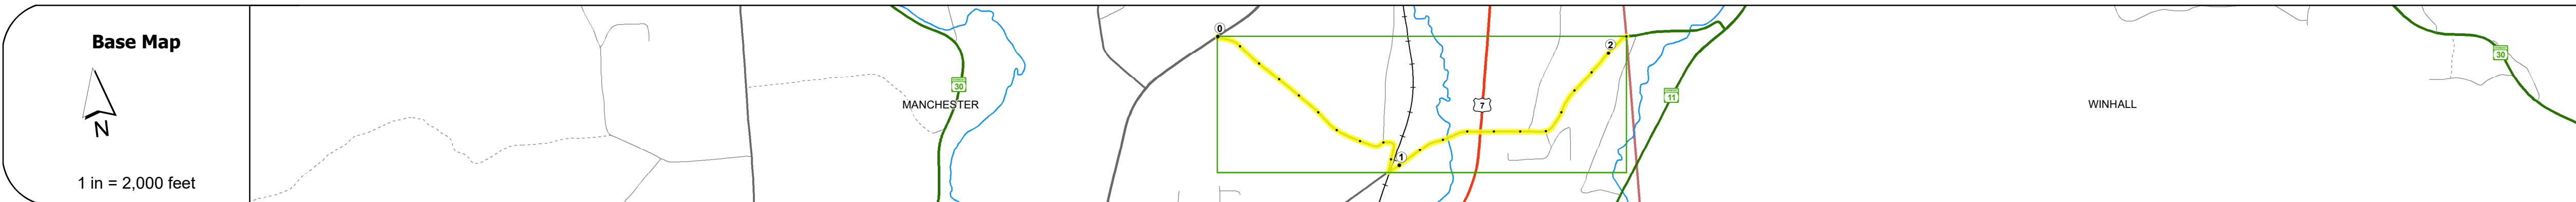 Base Map
N
1 in = 2,000 feet
30
MANCHESTER
0
1
7
2
11
WINHALL
30